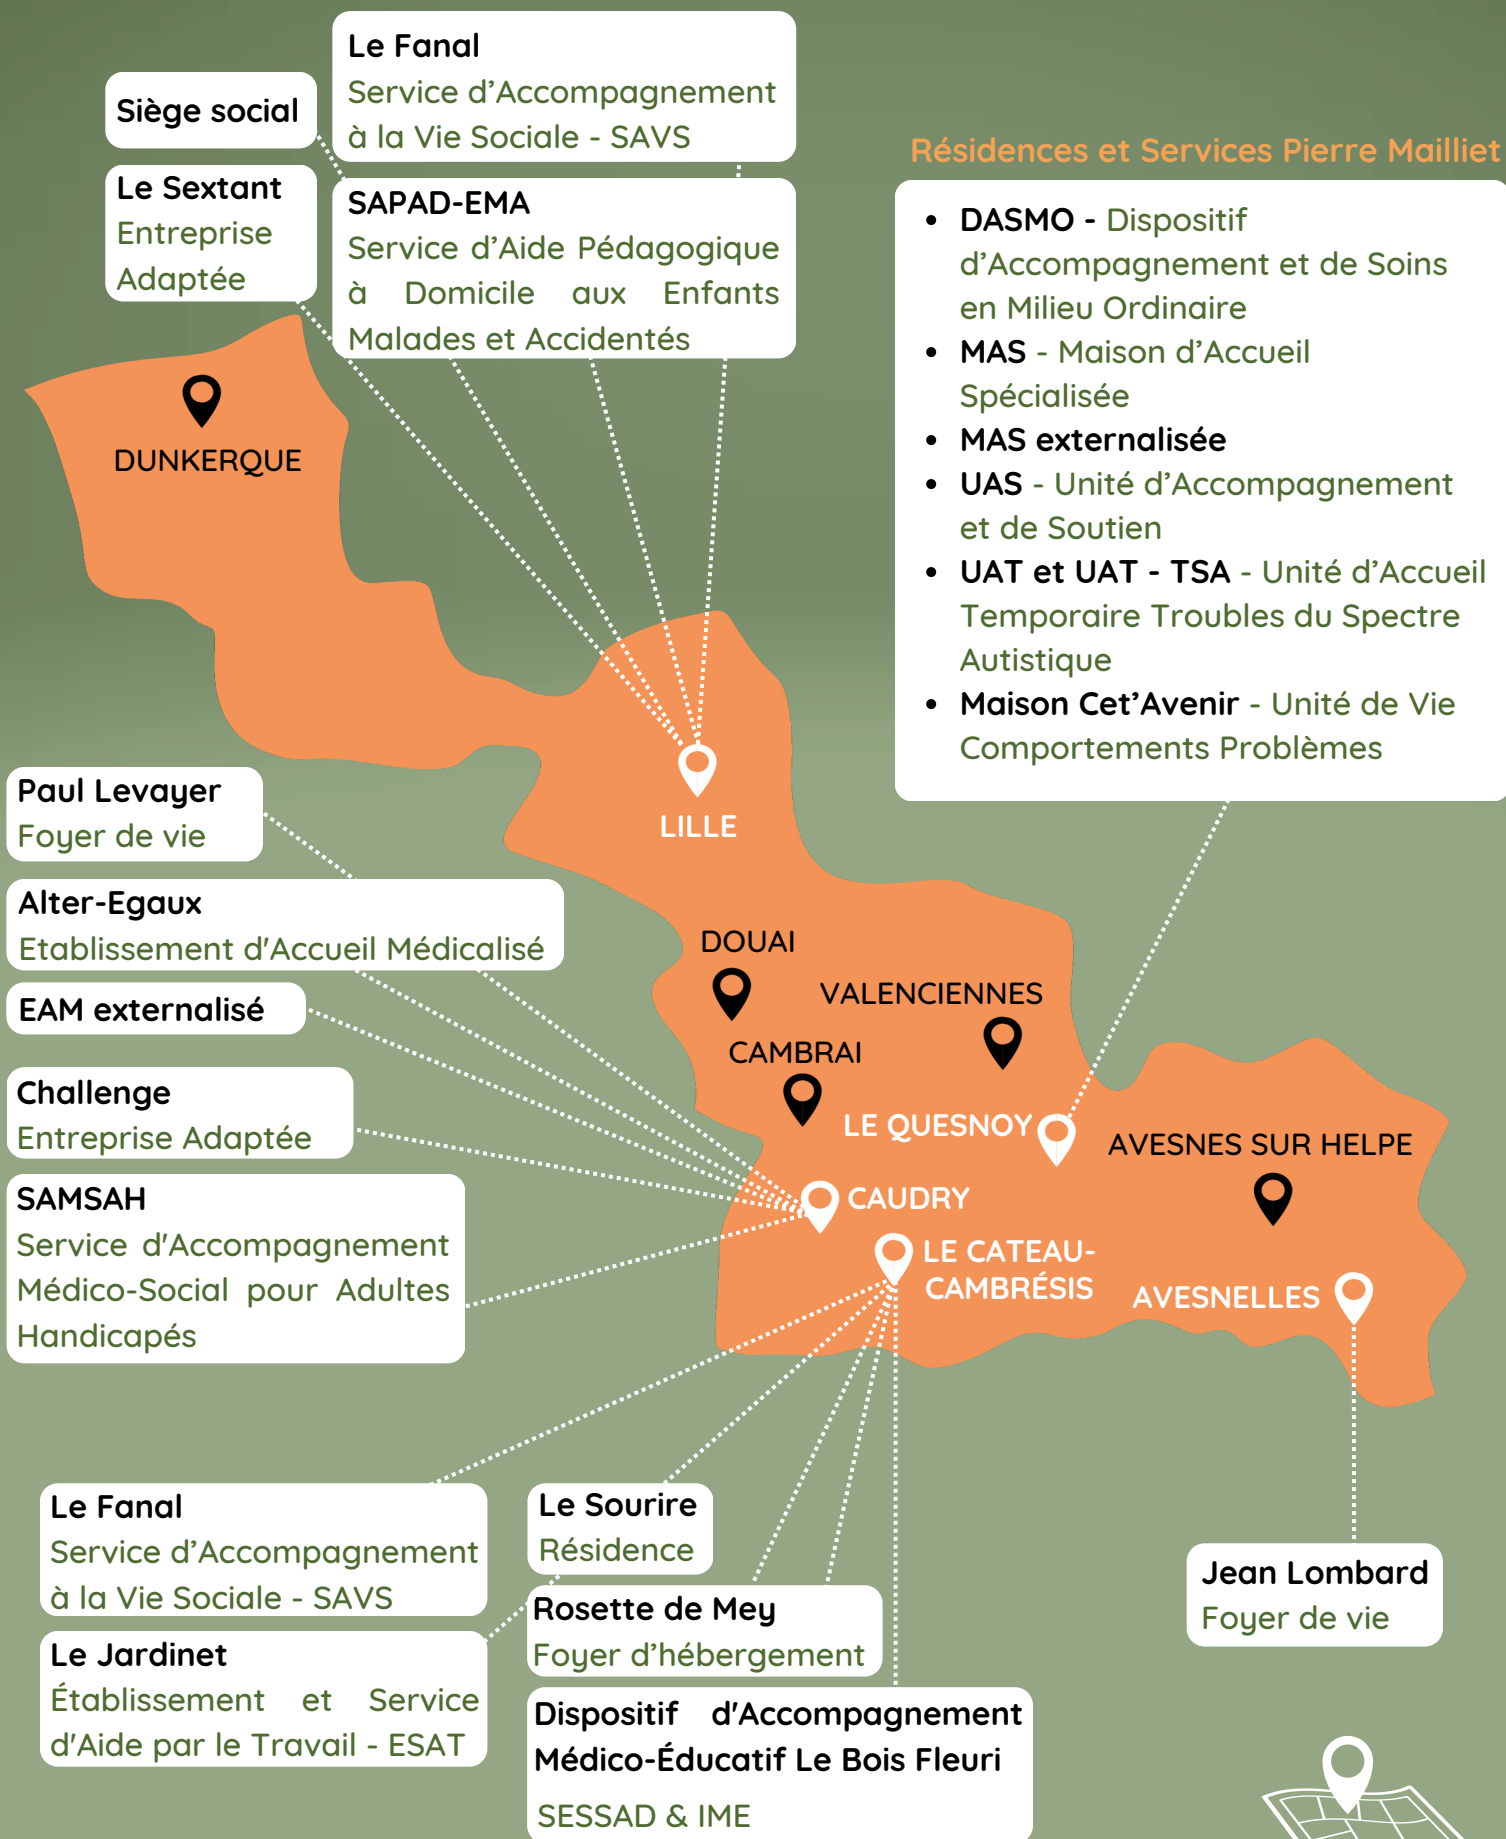 Le Fanal
Service d’Accompagnement
à la Vie Sociale - SAVS
Siège social
Le Sextant
Entreprise
Adaptée
SAPAD-EMA
Service d’Aide Pédagogique
à Domicile aux Enfants
Malades et Accidentés
Résidences et Services Pierre Mailliet
• DASMO - Dispositif
d’Accompagnement et de Soins
en Milieu Ordinaire
• MAS - Maison d’Accueil
Spécialisée
• MAS externalisée
• UAS - Unité d’Accompagnement
et de Soutien
• UAT et UAT - TSA - Unité d’Accueil
Temporaire Troubles du Spectre
Autistique
• Maison Cet’Avenir - Unité de Vie
Comportements Problèmes
DUNKERQUE
LILLE
Paul Levayer
Foyer de vie
Alter-Egaux
Etablissement d'Accueil Médicalisé
EAM externalisé
Challenge
Entreprise Adaptée
SAMSAH
Service d'Accompagnement
Médico-Social pour Adultes
Handicapés
DOUAI
VALENCIENNES
CAMBRAI
LE QUESNOY
AVESNES SUR HELPE
CAUDRY
LE CATEAU-
CAMBRÉSIS
AVESNELLES
Le Fanal
Service d’Accompagnement
à la Vie Sociale - SAVS
Le Jardinet
Établissement et Service
d'Aide par le Travail - ESAT
Le Sourire
Résidence
Rosette de Mey
Foyer d’hébergement
Dispositif d'Accompagnement
Médico-Éducatif Le Bois Fleuri
SESSAD & IME
Jean Lombard
Foyer de vie